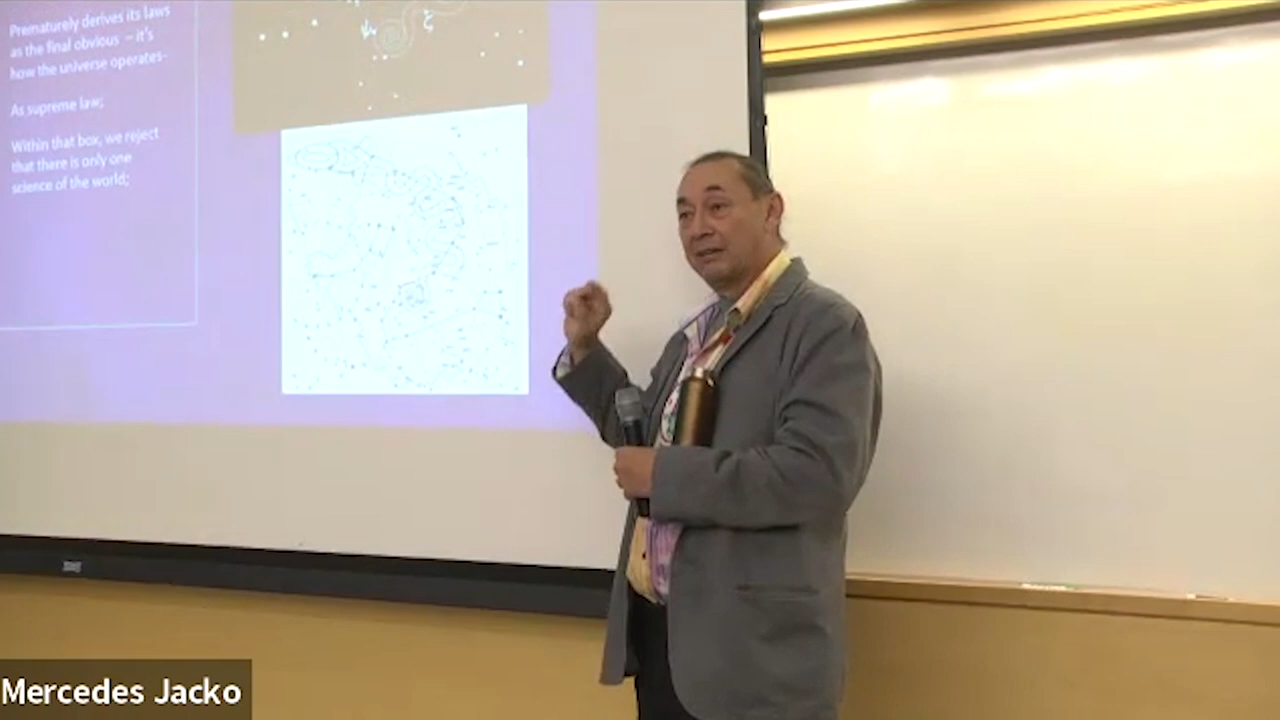 Prematurely derives its laws
as the final obvious – it's
how the universe operates-
As supreme law;
Within that box, we reject
that there is only one
science of the world;
ψ
ξ
Mercedes Jacko